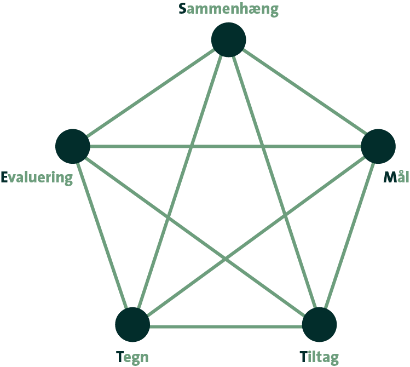 Sammenhæng
Evaluering
Mål
Tegn
Tiltag